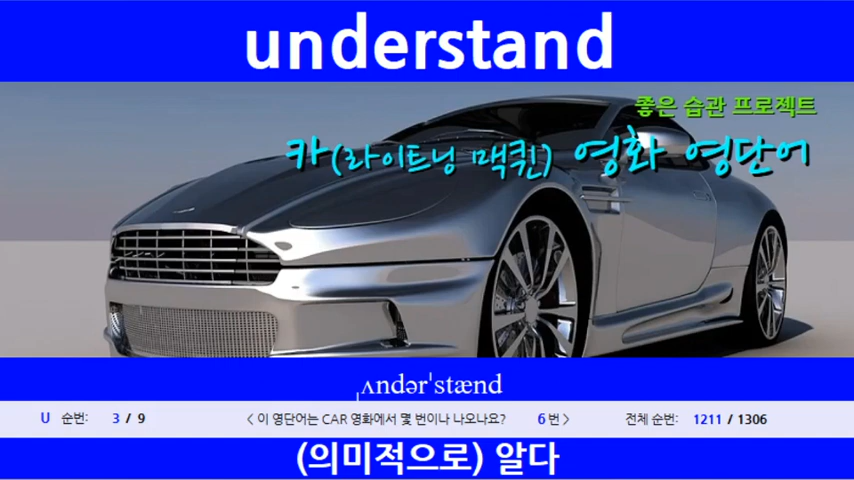 understand
좋은 습관 프로젝트
카(라이트닝 맥퀸) 영화 영단어
ˌʌndərˈstænd
U 순번: 3 / 9 < 이 영단어는 CAR 영화에서 몇 번이나 나오나요? 6번 > 전체 순번: 1211 / 1306
(의미적으로) 알다